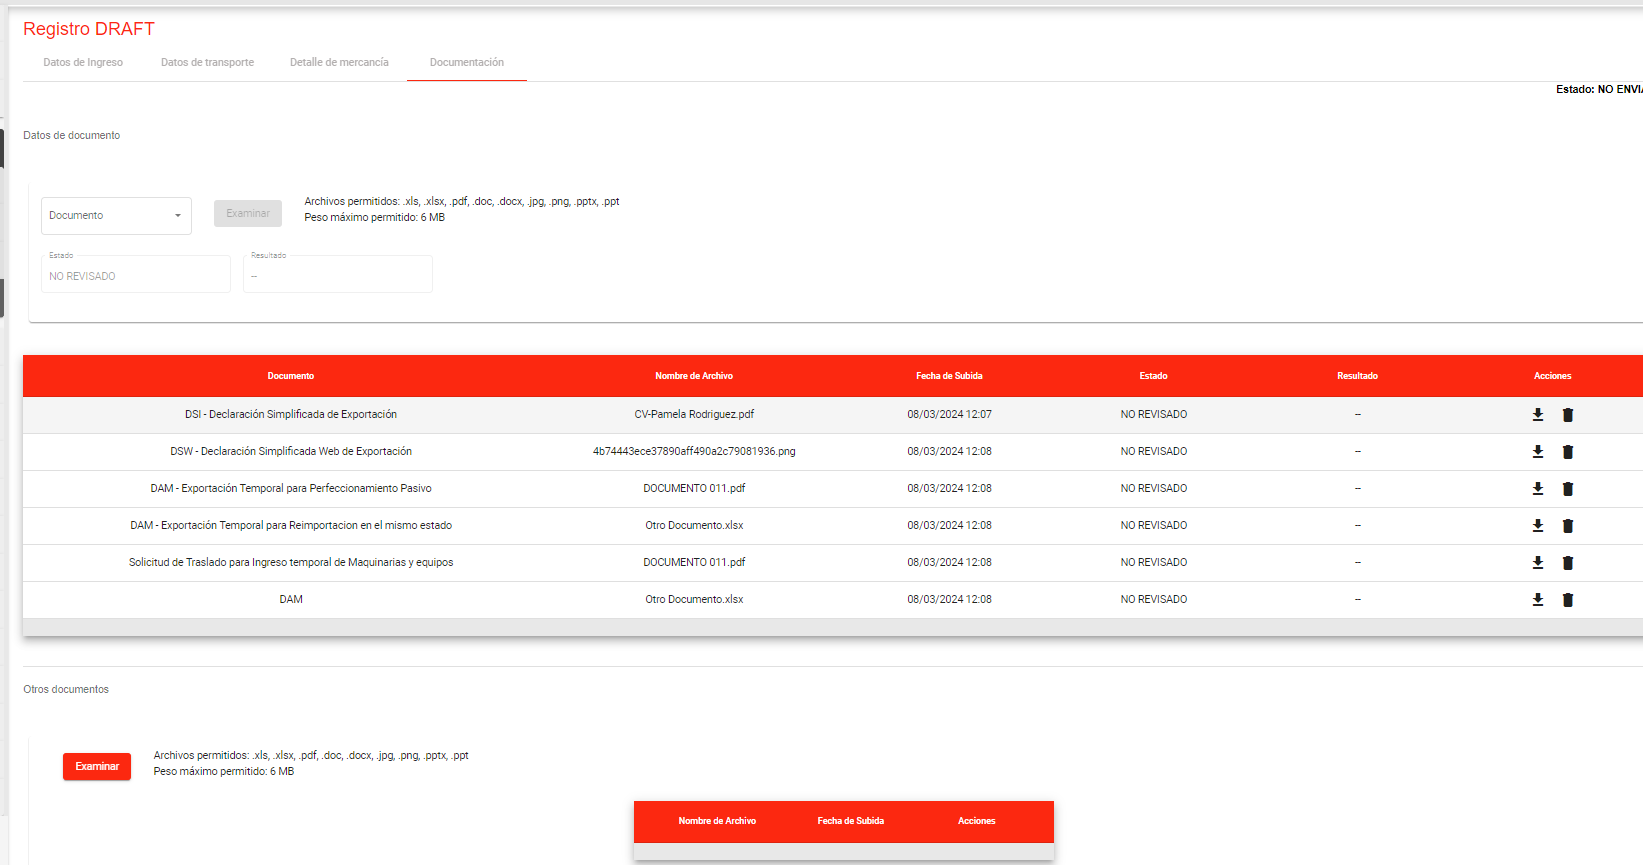 Registro DRAFT
Datos de Ingreso Datos de transporte Detalle de mercancía Documentación
Estado: NO ENVIA
Datos de documento
Documento Examinar Archivos permitidos: .xls, .xlsx, .pdf, .doc, .docx, .jpg, .png, .pptx, .ppt
Peso máximo permitido: 6 MB
Estado Resultado
NO REVISADO --
Documento Nombre de Archivo Fecha de Subida Estado Resultado Acciones
DSI - Declaración Simplificada de Exportación CV-Pamela Rodriguez.pdf 08/03/2024 12:07 NO REVISADO --
DSW - Declaración Simplificada Web de Exportación 4b74443ece37890aff490a2c79081936.png 08/03/2024 12:08 NO REVISADO --
DAM - Exportación Temporal para Perfeccionamiento Pasivo DOCUMENTO 011.pdf 08/03/2024 12:08 NO REVISADO --
DAM - Exportación Temporal para Reimportacion en el mismo estado Otro Documento.xlsx 08/03/2024 12:08 NO REVISADO --
Solicitud de Traslado para Ingreso temporal de Maquinarias y equipos DOCUMENTO 011.pdf 08/03/2024 12:08 NO REVISADO --
DAM Otro Documento.xlsx 08/03/2024 12:08 NO REVISADO --
Otros documentos
Examinar Archivos permitidos: .xls, .xlsx, .pdf, .doc, .docx, .jpg, .png, .pptx, .ppt
Peso máximo permitido: 6 MB
Nombre de Archivo Fecha de Subida Acciones